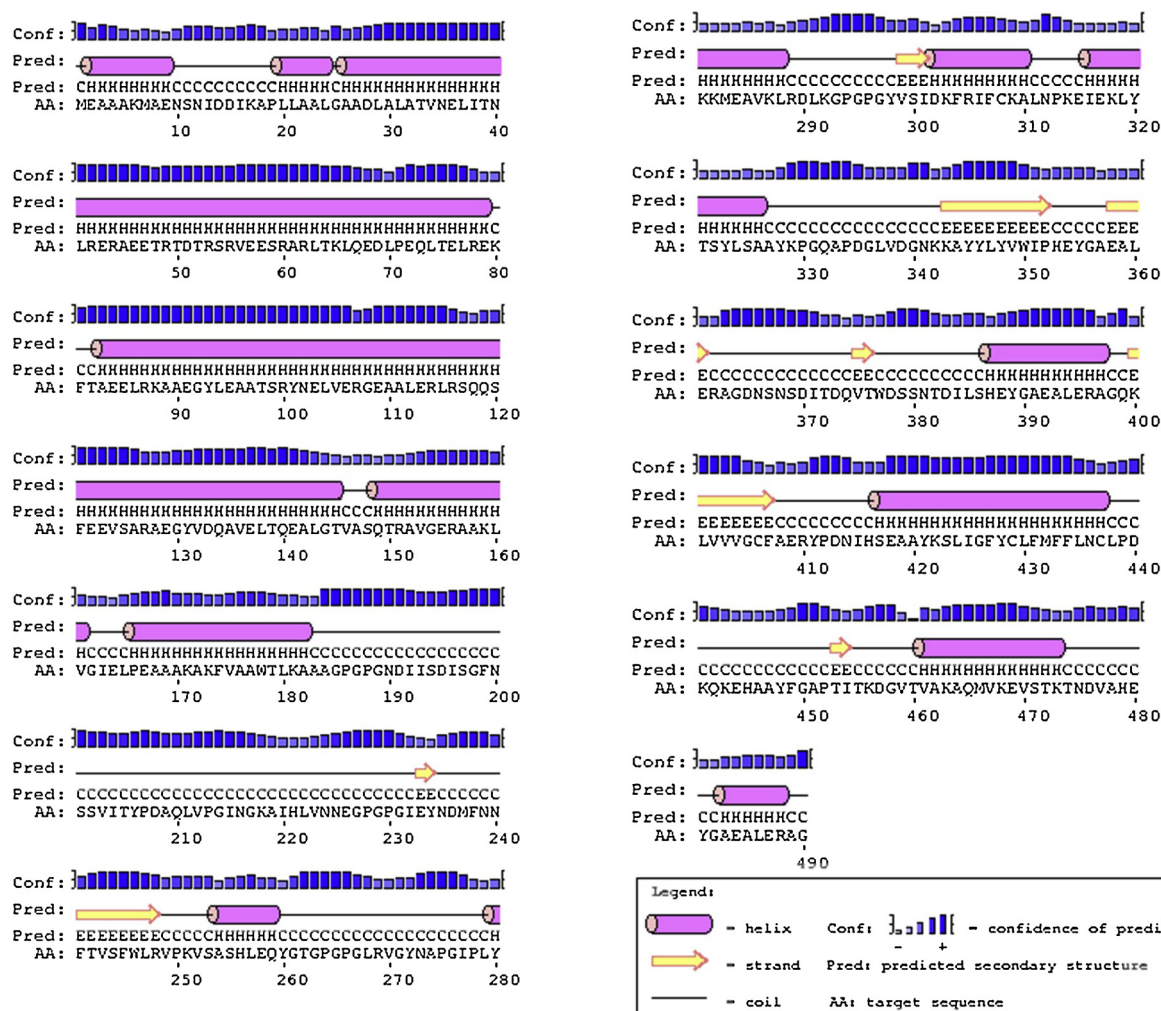 Conf:
Pred:
Pred: CHHHHHHHHCCCCCCCCCCHHHHHCHHHHHHHHHHHHHHH
AA: MEAAAKMAENSNIDDIKAPLLAALGAADLALATVNELITN
10 20 30 40
Conf:
Pred:
Pred: HHHHHHHHHHHHHHHHHHHHHHHHHHHHHHHHHHHHHHHC
AA: LRERAEETRTDTRSRVEESRARLTKLQEDLPEQLTELREK
50 60 70 80
Conf:
Pred:
Pred: CCHHHHHHHHHHHHHHHHHHHHHHHHHHHHHHHHHHHHHH
AA: FTAEELRKAAEGYLEAATSRYNELVERGEAALERLRSQQS
90 100 110 120
Conf:
Pred:
Pred: HHHHHHHHHHHHHHHHHHHHHHHHHCCCHHHHHHHHHHHH
AA: FEEVSARAEGYVDQAVELTQEALGTVASQTRAVGERAAKL
130 140 150 160
Conf:
Pred:
Pred: HCCCCHHHHHHHHHHHHHHHHHCCCCCCCCCCCCCCCCCC
AA: VGIELPEAAAKAKFVAAWTLKAAAGPGPGNDIISDISGFN
170 180 190 200
Conf:
Pred:
Pred: CCCCCCCCCCCCCCCCCCCCCCCCCCCCCCCCEECCCCCC
AA: SSVITYPDAQLVPGINGKAIHLVNNEGPGPGIEYNDMFNN
210 220 230 240
Conf:
Pred:
Pred: EEEEEEEECCCCCHHHHHHCCCCCCCCCCCCCCCCCCCCH
AA: FTVSFWLRVPKVSASHLEQYGTGPGPGLRVGYNAPGIPLY
250 260 270 280
Conf:
Pred:
Pred: HHHHHHHHCCCCCCCCCCEEEHHHHHHHHHCCCCCHHHHH
AA: KKMEAVKLRDLKGPGPGYVSIDKFRIFCKALNPKEIEKLY
290 300 310 320
Conf:
Pred:
Pred: HHHHHHCCCCCCCCCCCCCCCCEEEEEEEEEECCCCCEEE
AA: TSYLSAAYKPGQAPDGLVDGNKKAYYLYVWIPHEYGAEAL
330 340 350 360
Conf:
Pred:
Pred: ECCCCCCCCCCCCCEECCCCCCCCCCHHHHHHHHHHHCCE
AA: ERAGDNSNSDITDQVTWDSSNTDILSHEYGAEALERAGQK
370 380 390 400
Conf:
Pred:
Pred: EEEEEEECCCCCCCCCHHHHHHHHHHHHHHHHHHHHHCCC
AA: LVVVGCFAERYPDNIHSEAAYKSLIGFYCLFMFFLNCLPD
410 420 430 440
Conf:
Pred:
Pred: CCCCCCCCCCCCEECCCCCCHHHHHHHHHHHHHCCCCCCC
AA: KQKEHAAYFGAPTITKDGVTVAKAQMVKEVSTKTNDVAHE
450 460 470 480
Conf:
Pred:
Pred: CCHHHHHHCC
AA: YGAEALERAG
490
Legend:
= helix Conf: - + = confidence of predi
= strand Pred: predicted secondary structure
= coil AA: target sequence